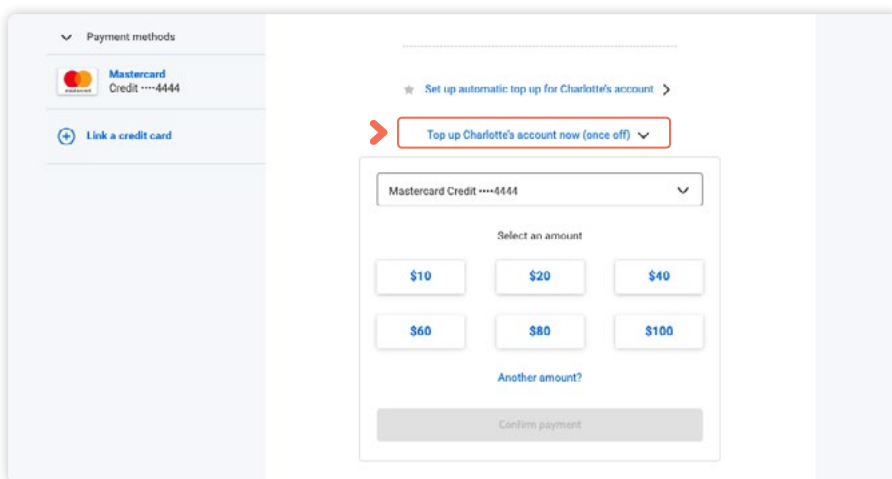 Payment methods
Mastercard
Credit ····4444
Link a credit card
Set up automatic top up for Charlotte's account
Top up Charlotte's account now (once off)
Mastercard Credit ····4444
Select an amount
$10 $20 $40
$60 $80 $100
Another amount?
Confirm payment